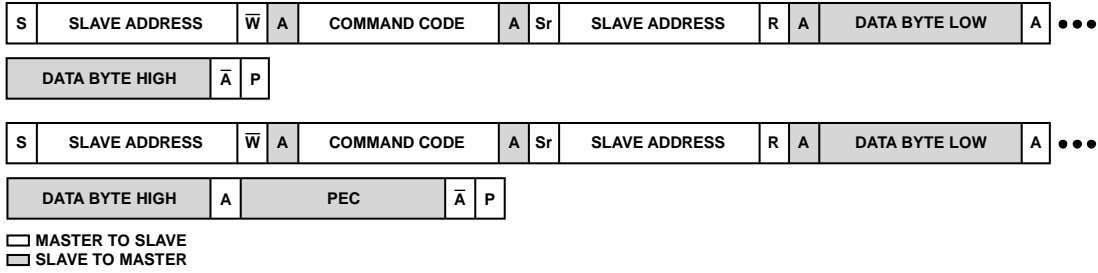 S SLAVE ADDRESS W̅ A COMMAND CODE A Sr SLAVE ADDRESS R A DATA BYTE LOW A •••
DATA BYTE HIGH A̅ P
S SLAVE ADDRESS W̅ A COMMAND CODE A Sr SLAVE ADDRESS R A DATA BYTE LOW A •••
DATA BYTE HIGH A PEC A̅ P
MASTER TO SLAVE
SLAVE TO MASTER